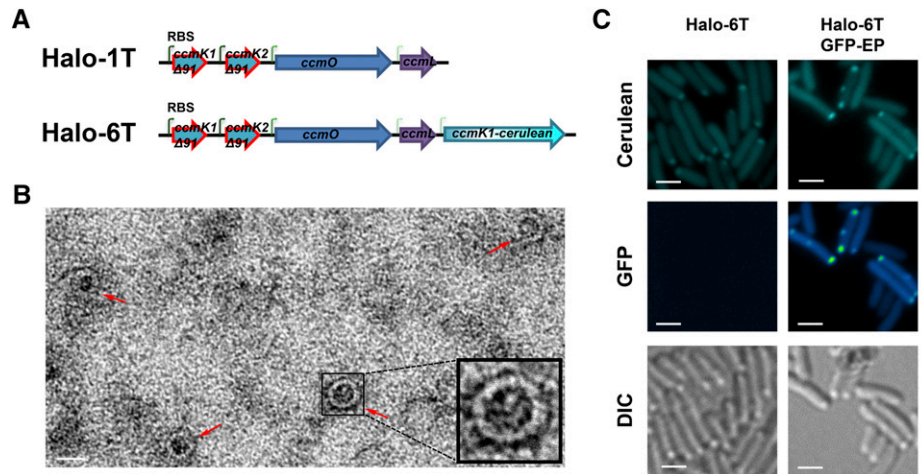 A
RBS
Halo-1T
ccmK1
Δ91
ccmK2
Δ91
ccmO
ccmL
RBS
Halo-6T
ccmK1
Δ91
ccmK2
Δ91
ccmO
ccmL
ccmK1-cerulean
B
C
Halo-6T
Halo-6T
GFP-EP
Cerulean
GFP
DIC